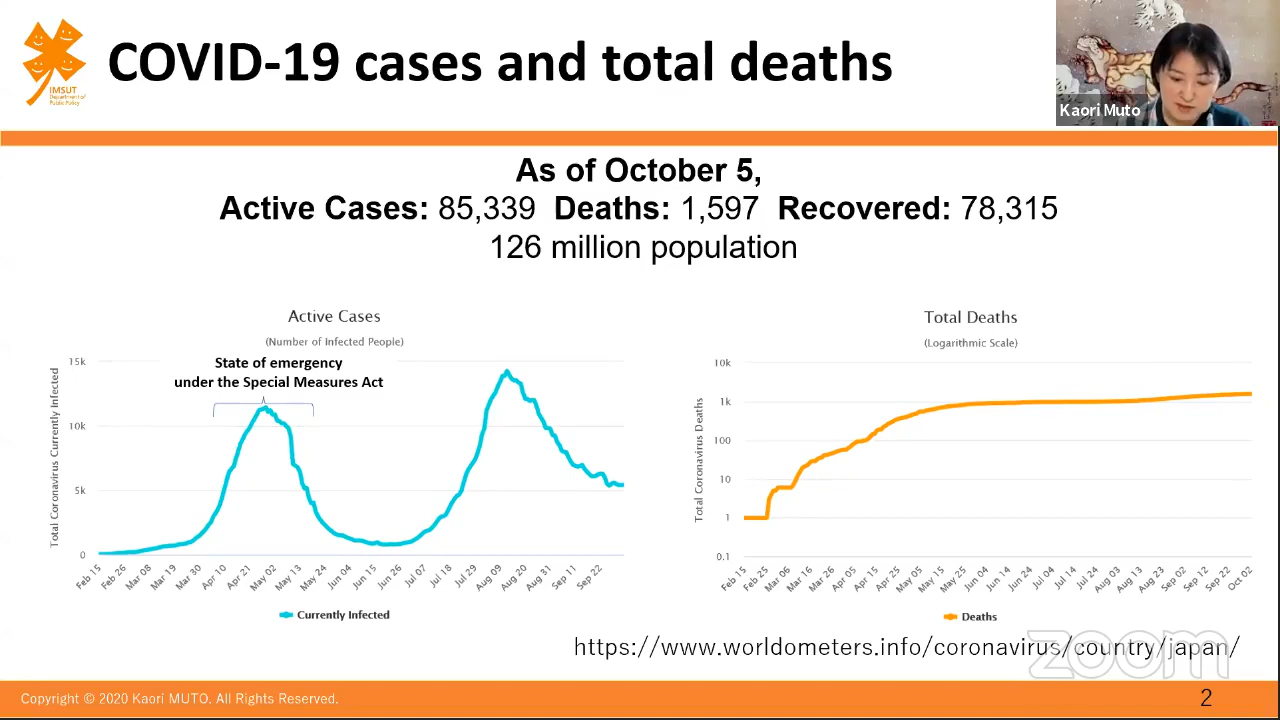 IMSUT
Department of
Public Policy
COVID-19 cases and total deaths
Kaori Muto
As of October 5,
Active Cases: 85,339 Deaths: 1,597 Recovered: 78,315
126 million population
Active Cases
(Number of Infected People)
State of emergency
under the Special Measures Act
Total Coronavirus Currently Infected
15k
10k
5k
0
Feb 15
Feb 26
Mar 08
Mar 19
Mar 30
Apr 10
Apr 21
May 02
May 13
May 24
Jun 04
Jun 15
Jun 26
Jul 07
Jul 18
Jul 29
Aug 09
Aug 20
Aug 31
Sep 11
Sep 22
Currently Infected
Total Deaths
(Logarithmic Scale)
Total Coronavirus Deaths
10k
1k
100
10
1
0.1
Feb 15
Feb 25
Mar 06
Mar 16
Mar 26
Apr 05
Apr 15
Apr 25
May 05
May 15
May 25
Jun 04
Jun 14
Jun 24
Jul 04
Jul 14
Jul 24
Aug 03
Aug 13
Aug 23
Sep 02
Sep 12
Sep 22
Oct 02
Deaths
https://www.worldometers.info/coronavirus/country/japan/
zoom
Copyright © 2020 Kaori MUTO. All Rights Reserved.
2